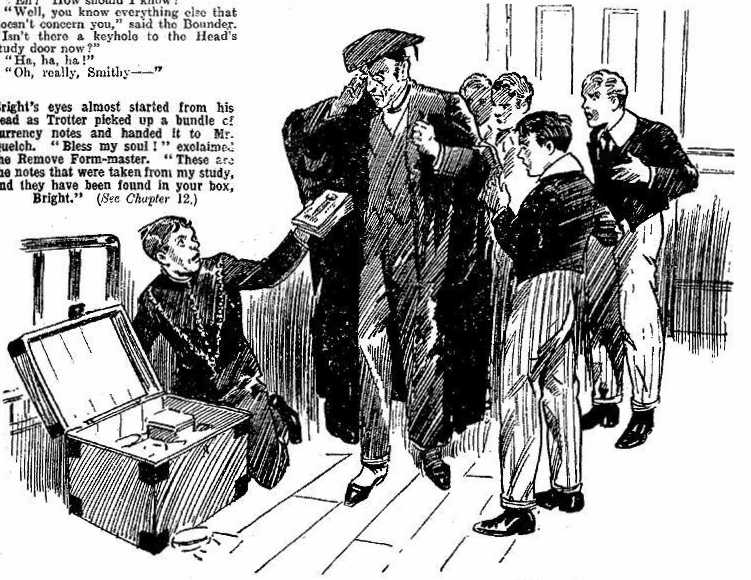 "Eh? How should I know?"
"Well, you know everything else that
oesn't concern you," said the Bounder.
Isn't there a keyhole to the Head's
tudy door now?"
"Ha, ha, ha!"
"Oh, really, Smithy——"
right's eyes almost started from his
ead as Trotter picked up a bundle of
urrency notes and handed it to Mr.
uelch. "Bless my soul!" exclaimed
he Remove Form-master. "These are
he notes that were taken from my study,
nd they have been found in your box,
Bright." (See Chapter 12.)